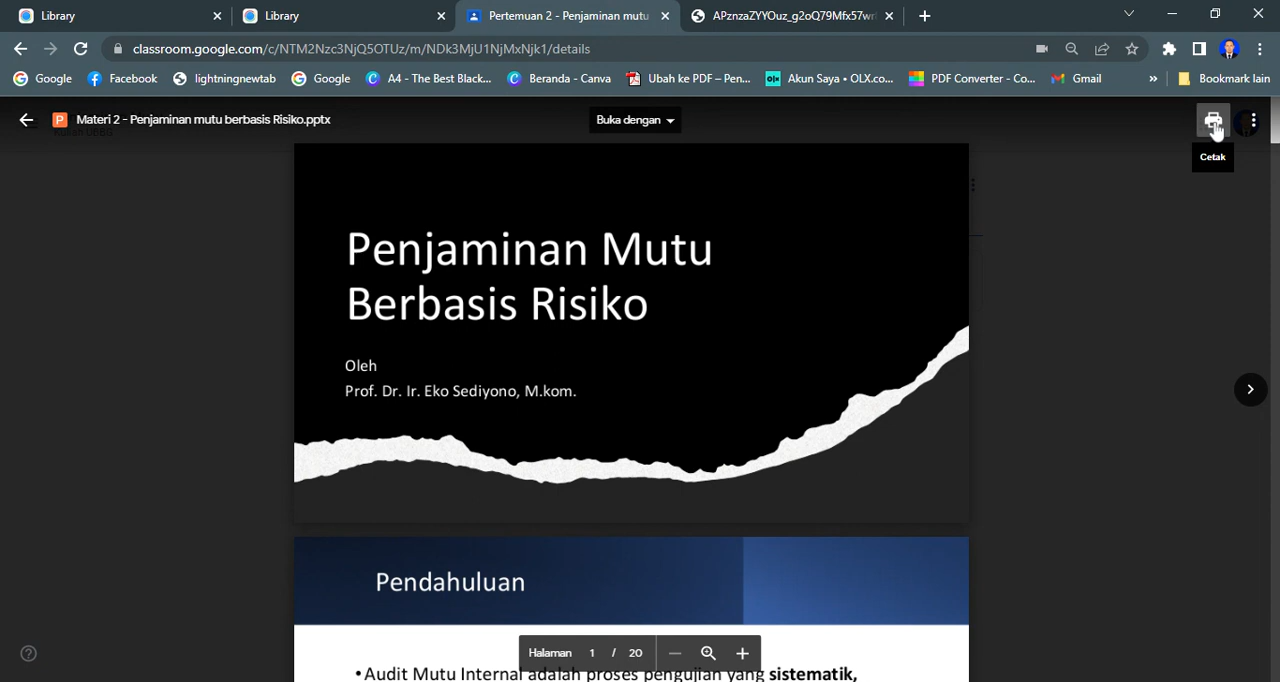 Library
Library
Pertemuan 2 - Penjaminan mutu
APznzaZYYOuz_g2oQ79Mfx57wr
classroom.google.com/c/NTM2Nzc3NjQ5OTUz/m/NDk3MjU1NjMxNjk1/details
Google
Facebook
lightningnewtab
Google
A4 - The Best Black...
Beranda - Canva
Ubah ke PDF – Pen...
Akun Saya • OLX.co...
PDF Converter - Co...
Gmail
»
Bookmark lain
Materi 2 - Penjaminan mutu berbasis Risiko.pptx
Buka dengan
Cetak
Penjaminan Mutu
Berbasis Risiko
Oleh
Prof. Dr. Ir. Eko Sediyono, M.kom.
Pendahuluan
•Audit Mutu Internal adalah proses pengujian yang sistematik,
Halaman 1 / 20